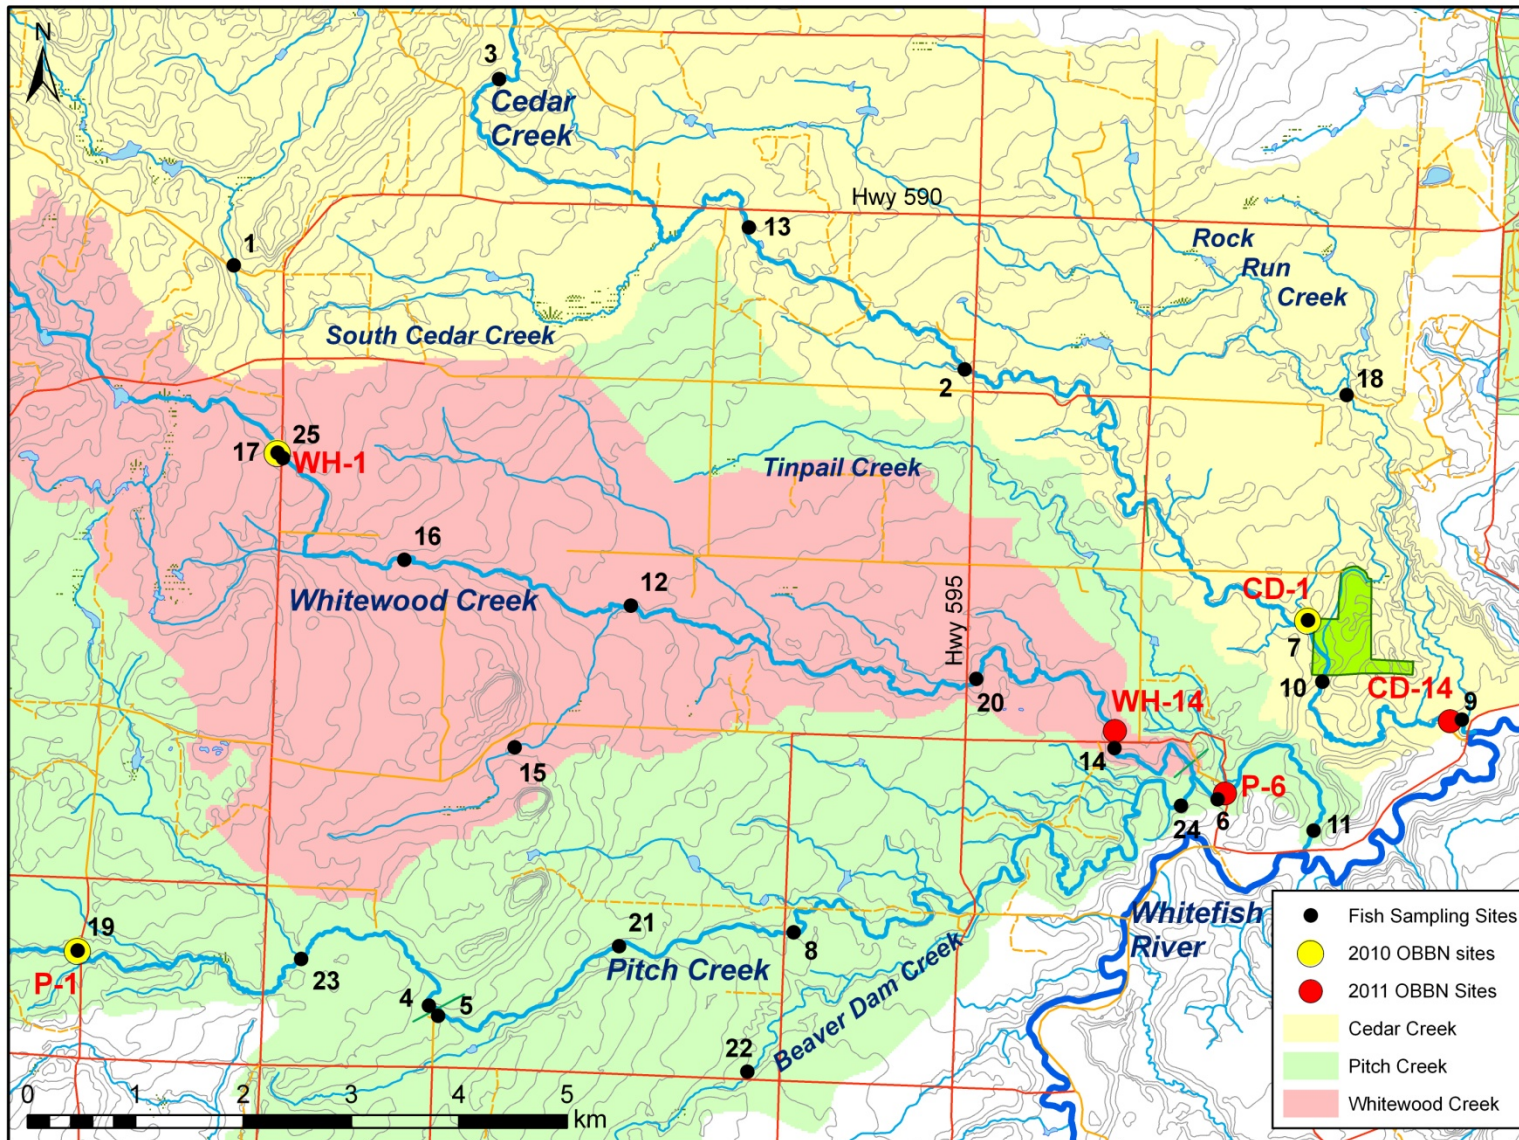 N
3
Cedar
Creek
Hwy 590
13
1
Rock
Run
Creek
South Cedar Creek
2
18
25
17
WH-1
Tinpail Creek
16
12
Whitewood Creek
Hwy 595
CD-1
7
10
CD-14
9
20
WH-14
14
15
P-6
6
24
11
19
P-1
23
21
8
Pitch Creek
4
5
Beaver Dam Creek
22
Whitefish
River
Fish Sampling Sites
2010 OBBN sites
2011 OBBN Sites
Cedar Creek
Pitch Creek
Whitewood Creek
0 1 2 3 4 5
km